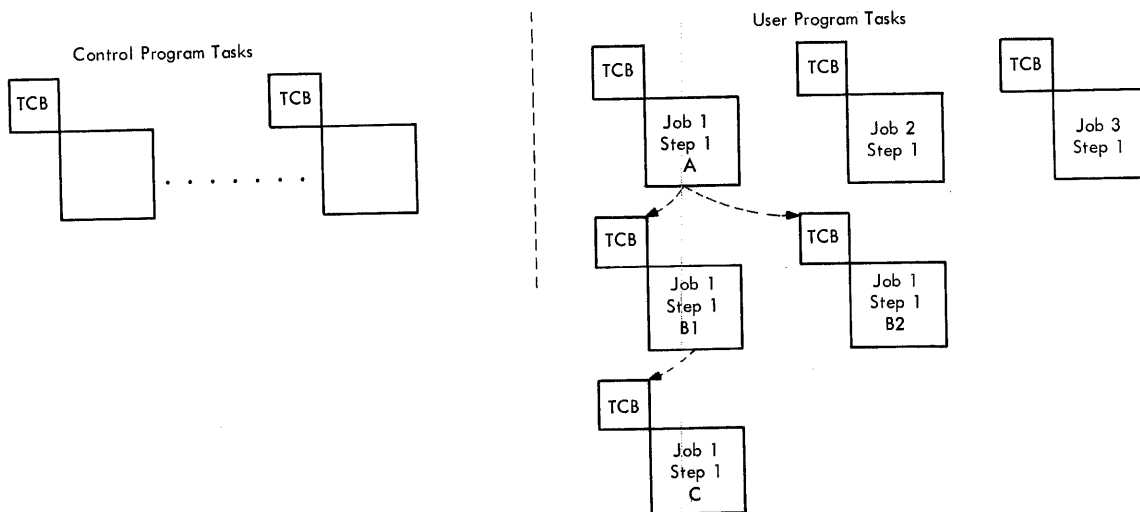 Control Program Tasks
TCB
TCB
User Program Tasks
TCB
Job 1
Step 1
A
TCB
Job 2
Step 1
TCB
Job 3
Step 1
TCB
Job 1
Step 1
B1
TCB
Job 1
Step 1
B2
TCB
Job 1
Step 1
C